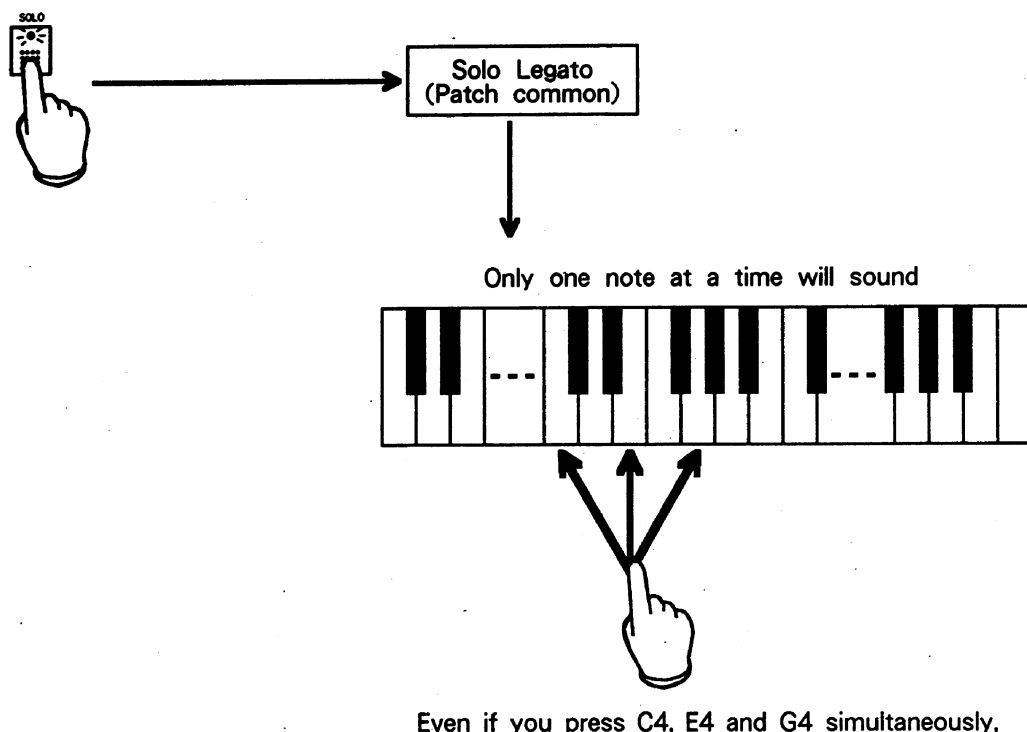 SOLO
Solo Legato
(Patch common)
Only one note at a time will sound
Even if you press C4, E4 and G4 simultaneously,